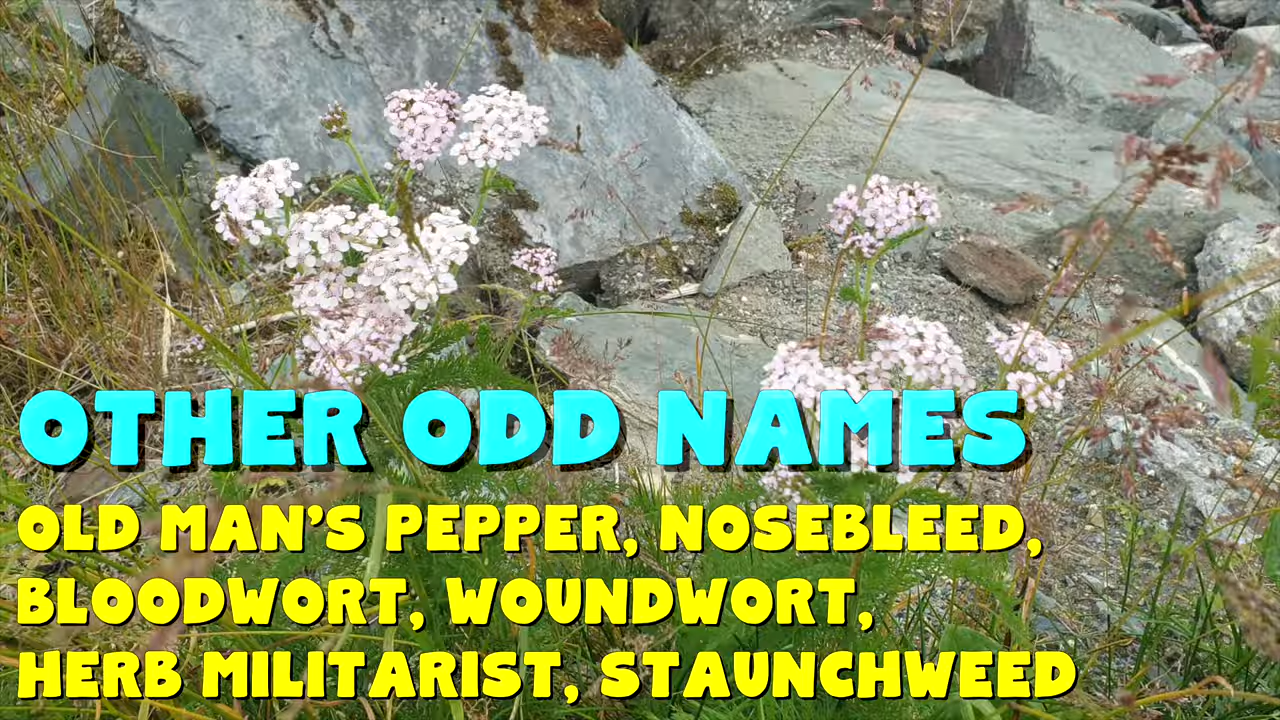 OTHER ODD NAMES
OLD MAN'S PEPPER, NOSEBLEED,
BLOODWORT, WOUNDWORT,
HERB MILITARIST, STAUNCHWEED